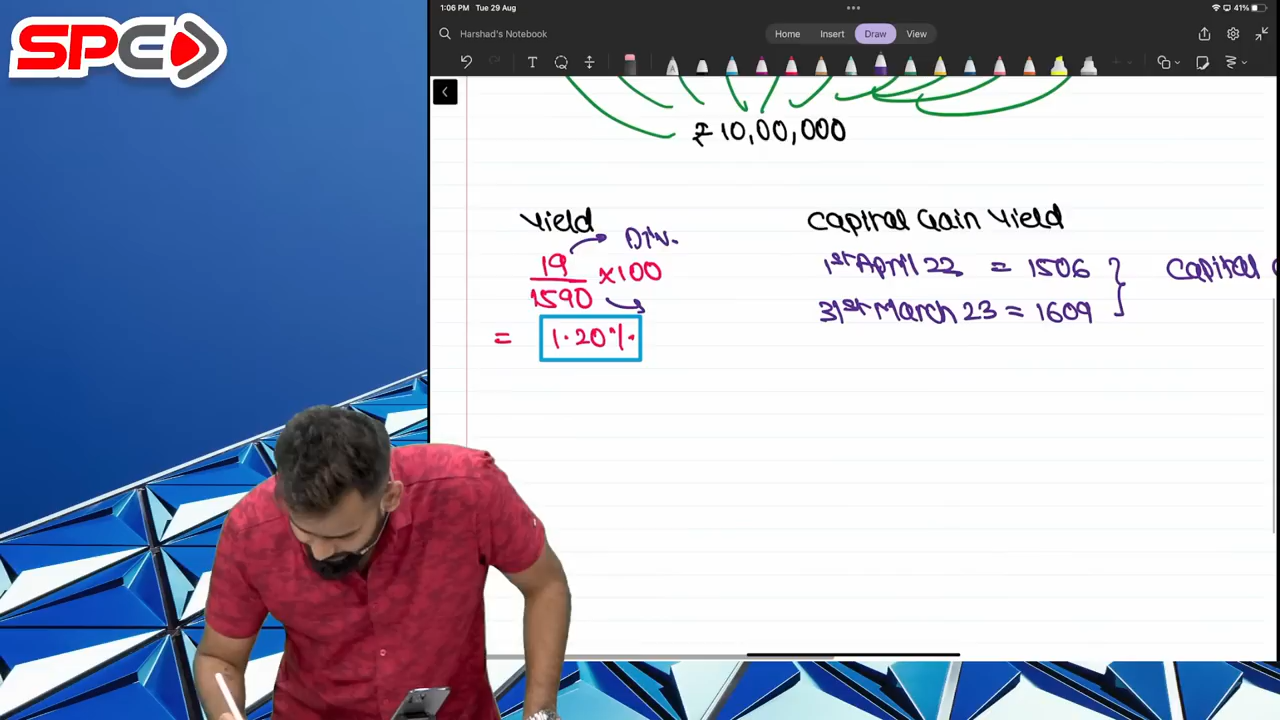 SPE
1:06 PM Tue 29 Aug
41%
Harshad's Notebook
Home Insert Draw View
₹10,00,000
Yield
Div.
19
1590
×100
= 1.20%
Capital Gain Yield
1st April 22 = 1506
31st March 23 = 1609
Capital